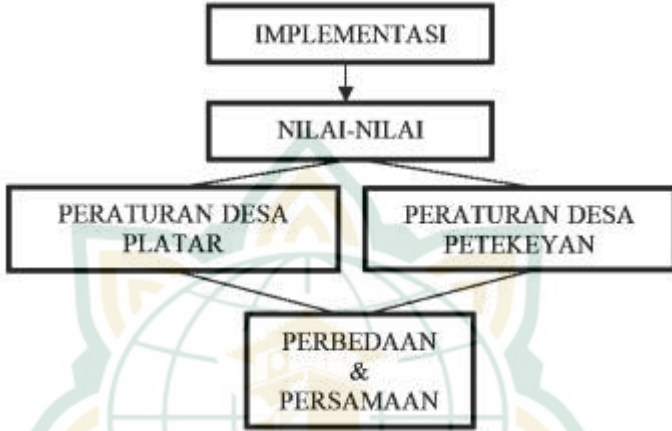 IMPLEMENTASI
NILAI-NILAI
PERATURAN DESA
PLATAR
PERATURAN DESA
PETEKEYAN
PERBEDAAN
&
PERSAMAAN